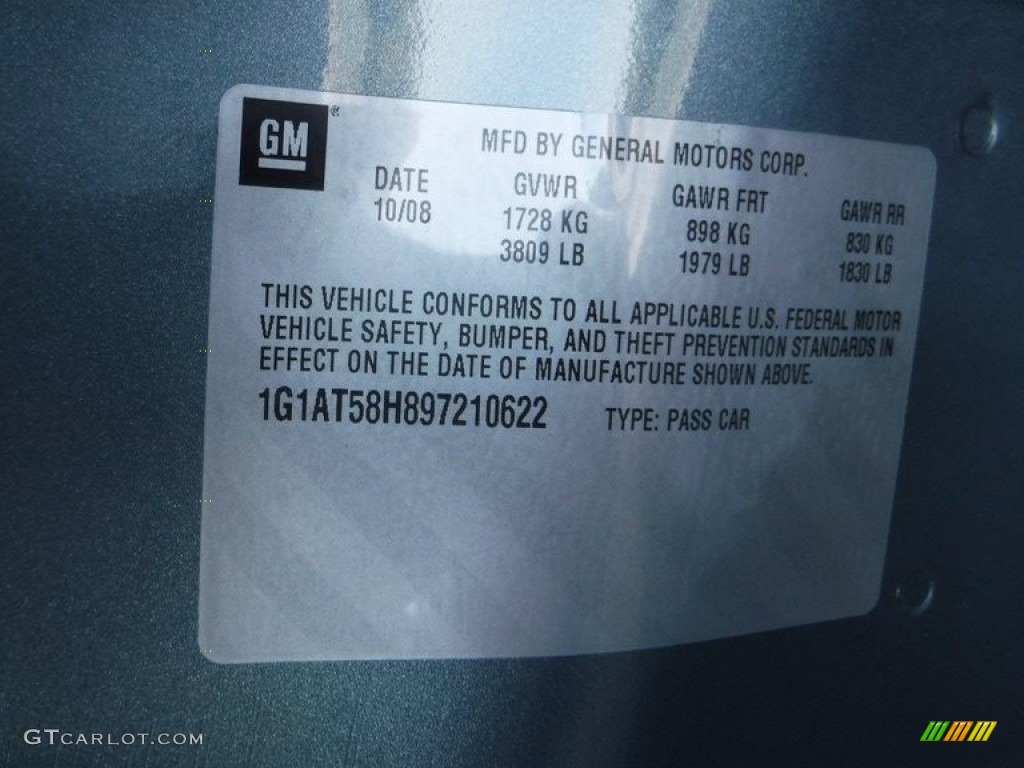 GM ®
MFD BY GENERAL MOTORS CORP.
DATE GVWR GAWR FRT GAWR RR
10/08 1728 KG 898 KG 830 KG
3809 LB 1979 LB 1830 LB
THIS VEHICLE CONFORMS TO ALL APPLICABLE U.S. FEDERAL MOTOR
VEHICLE SAFETY, BUMPER, AND THEFT PREVENTION STANDARDS IN
EFFECT ON THE DATE OF MANUFACTURE SHOWN ABOVE.
1G1AT58H897210622 TYPE: PASS CAR
GTCARLOT.COM